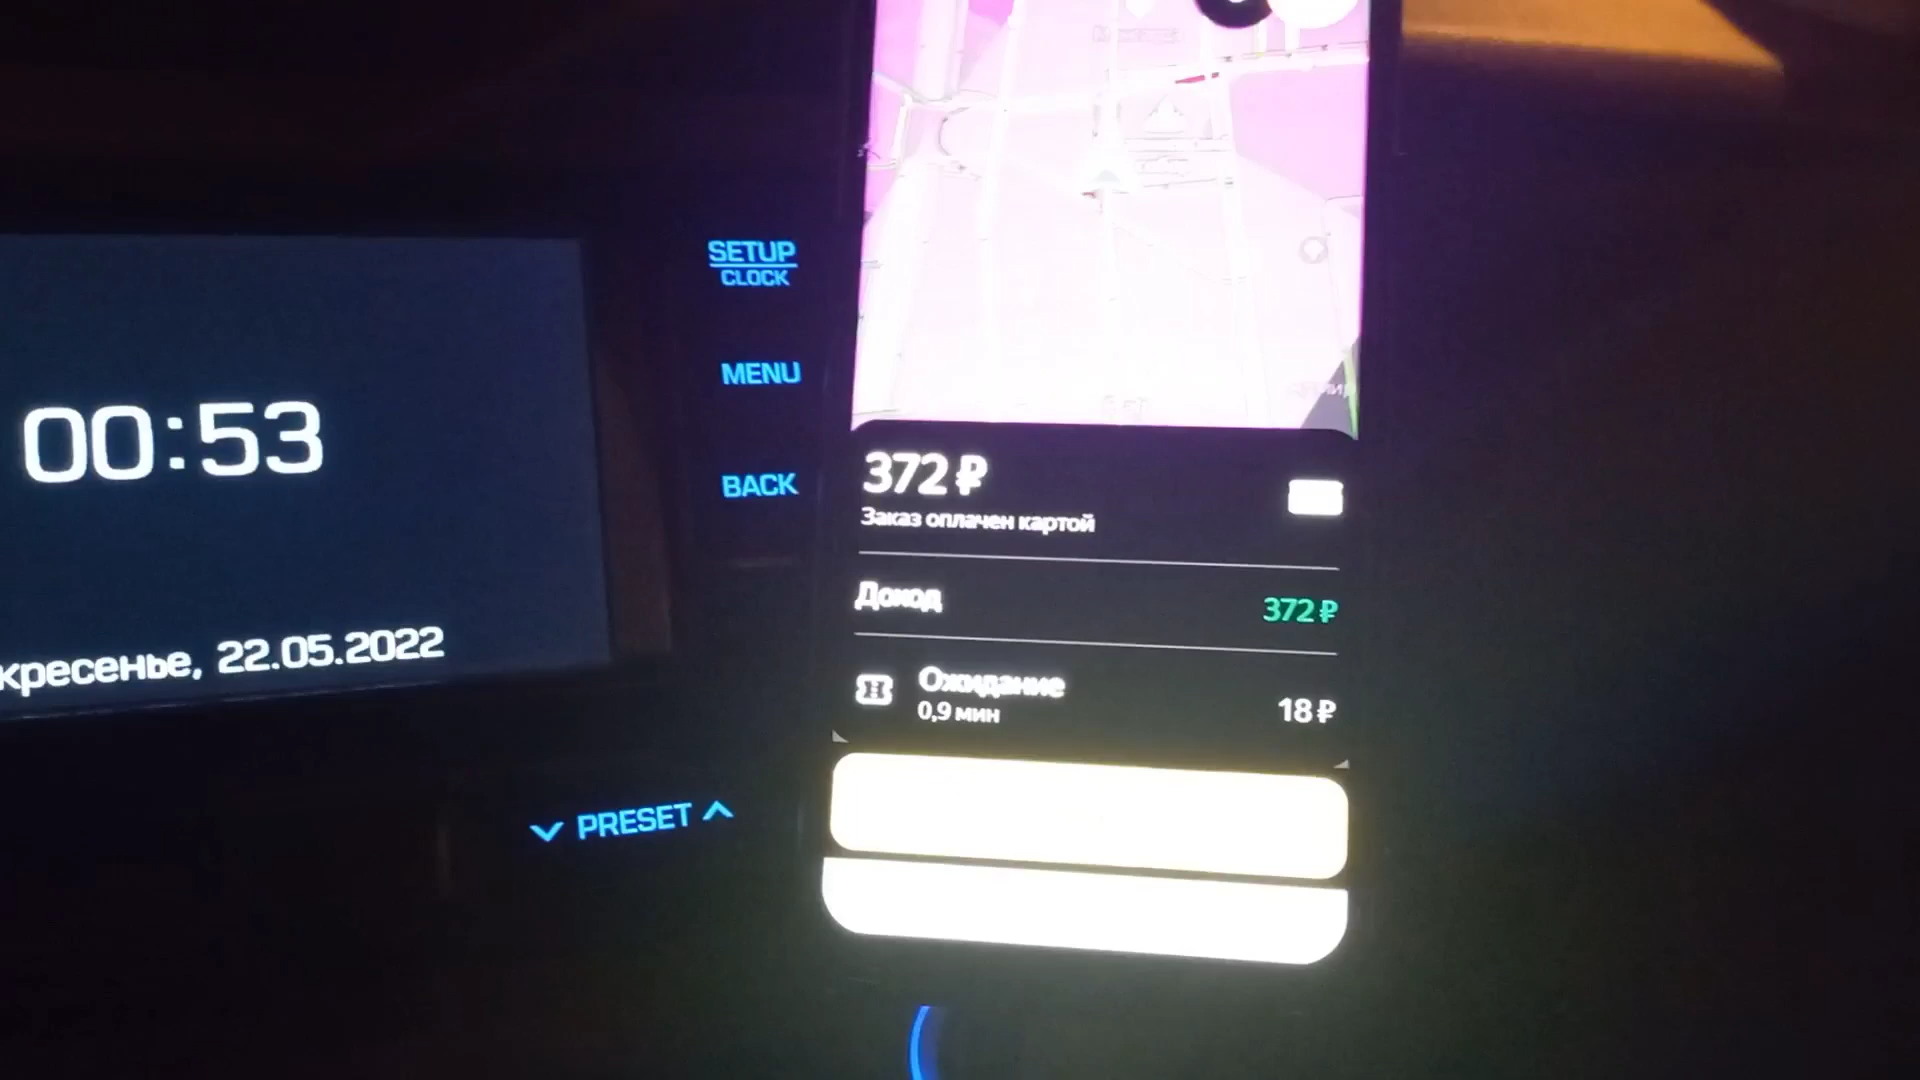 00:53
кресенье, 22.05.2022
SETUP
CLOCK
MENU
BACK
PRESET
372 ₽
Заказ оплачен картой
Доход
372 ₽
Ожидание
0,9 мин
18 ₽